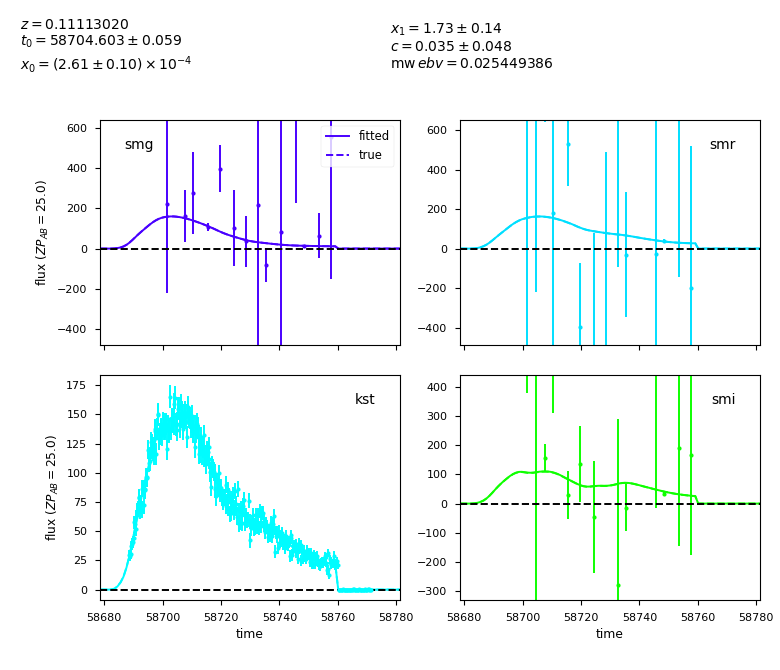 z = 0.11113020
t₀ = 58704.603 ± 0.059
x₀ = (2.61 ± 0.10) × 10⁻⁴
x₁ = 1.73 ± 0.14
c = 0.035 ± 0.048
mw ebv = 0.025449386
smg
fitted
true
600
400
200
0
−200
−400
flux (ZP_AB = 25.0)
smr
600
400
200
0
−200
−400
kst
175
150
125
100
75
50
25
0
flux (ZP_AB = 25.0)
58680 58700 58720 58740 58760 58780
time
smi
400
300
200
100
0
−100
−200
−300
58680 58700 58720 58740 58760 58780
time